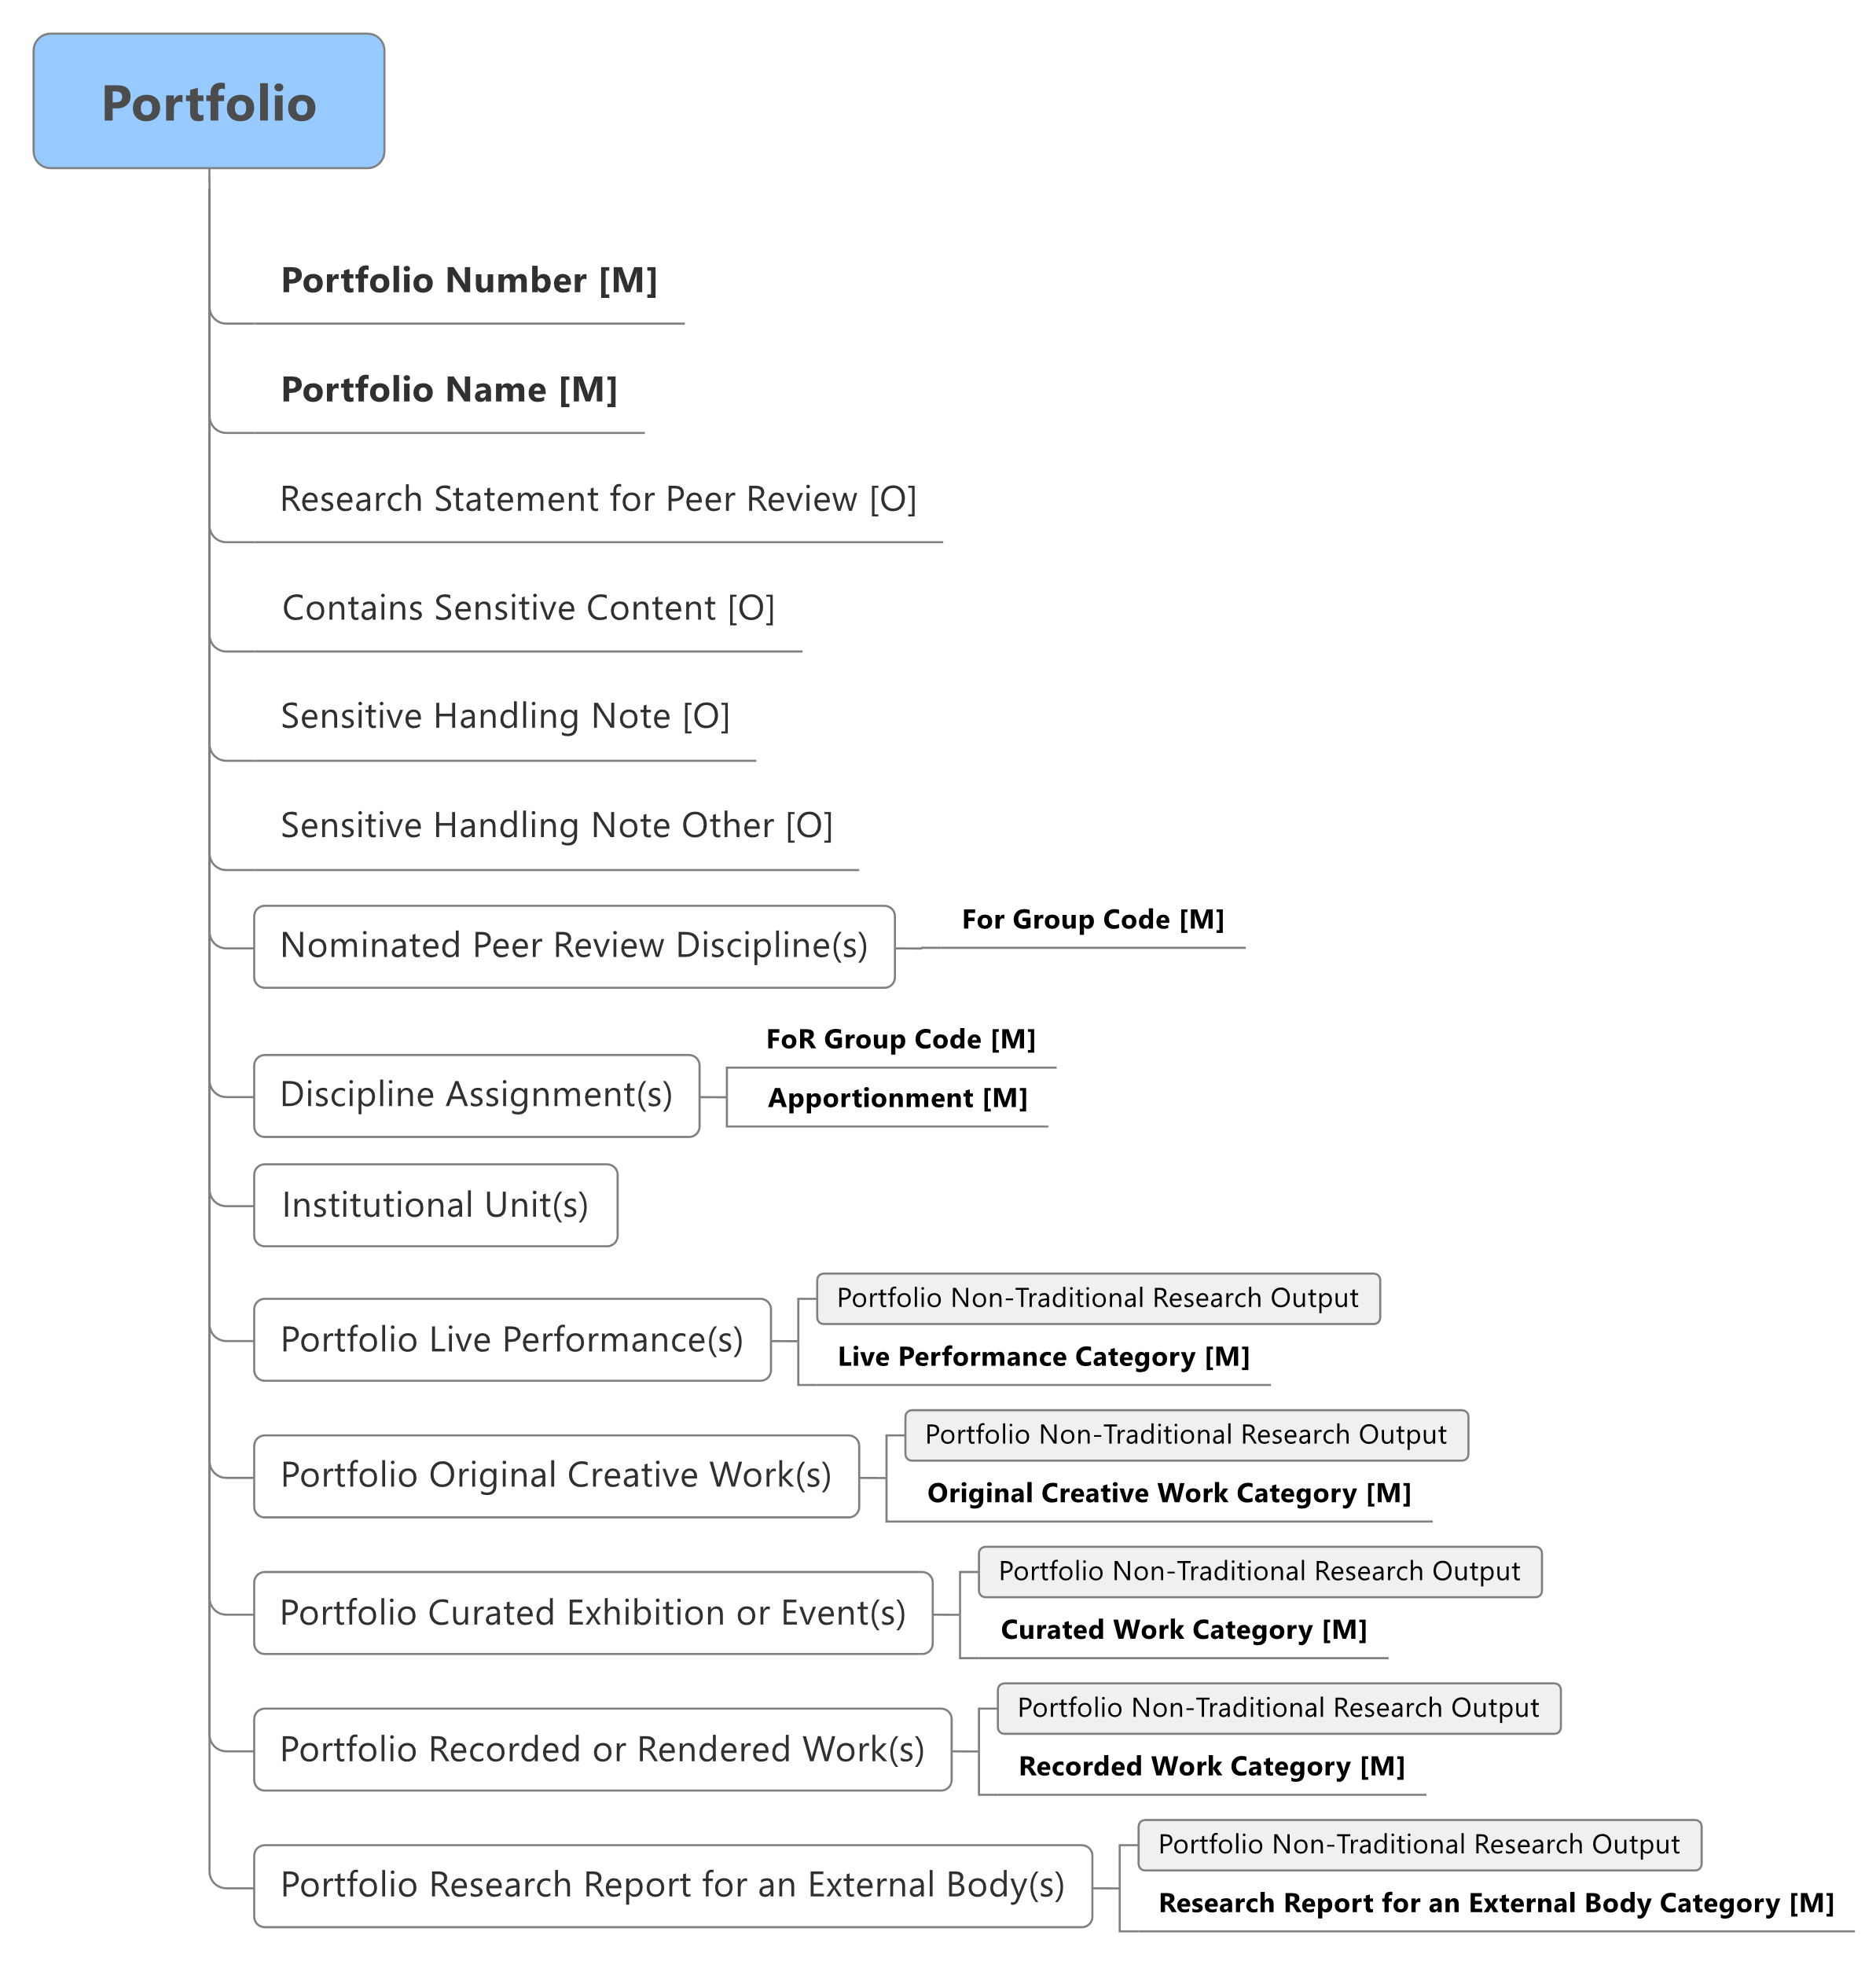 Portfolio
Portfolio Number [M]
Portfolio Name [M]
Research Statement for Peer Review [O]
Contains Sensitive Content [O]
Sensitive Handling Note [O]
Sensitive Handling Note Other [O]
Nominated Peer Review Discipline(s)
For Group Code [M]
Discipline Assignment(s)
FoR Group Code [M]
Apportionment [M]
Institutional Unit(s)
Portfolio Live Performance(s)
Portfolio Non-Traditional Research Output
Live Performance Category [M]
Portfolio Original Creative Work(s)
Portfolio Non-Traditional Research Output
Original Creative Work Category [M]
Portfolio Curated Exhibition or Event(s)
Portfolio Non-Traditional Research Output
Curated Work Category [M]
Portfolio Recorded or Rendered Work(s)
Portfolio Non-Traditional Research Output
Recorded Work Category [M]
Portfolio Research Report for an External Body(s)
Portfolio Non-Traditional Research Output
Research Report for an External Body Category [M]